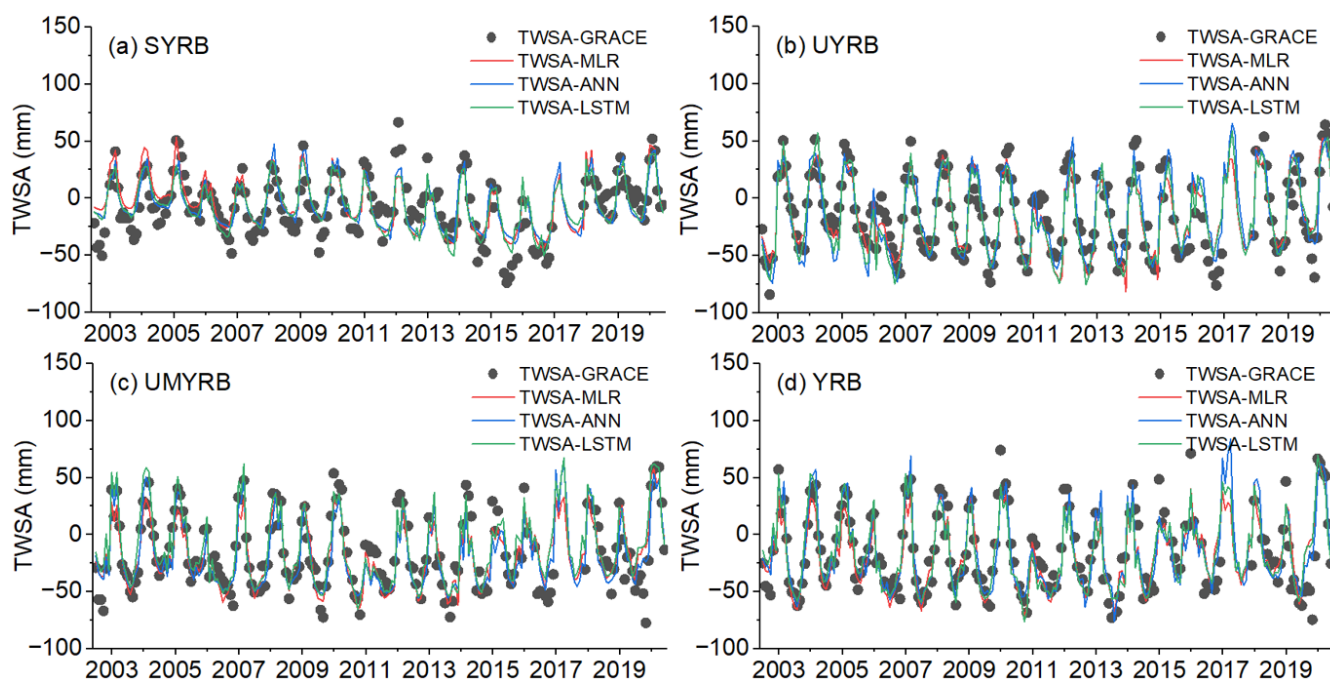 150
100
50
0
−50
−100
TWSA (mm)
(a) SYRB
TWSA-GRACE
TWSA-MLR
TWSA-ANN
TWSA-LSTM
2003 2005 2007 2009 2011 2013 2015 2017 2019
150
100
50
0
−50
−100
TWSA (mm)
(b) UYRB
TWSA-GRACE
TWSA-MLR
TWSA-ANN
TWSA-LSTM
2003 2005 2007 2009 2011 2013 2015 2017 2019
150
100
50
0
−50
−100
TWSA (mm)
(c) UMYRB
TWSA-GRACE
TWSA-MLR
TWSA-ANN
TWSA-LSTM
2003 2005 2007 2009 2011 2013 2015 2017 2019
150
100
50
0
−50
−100
TWSA (mm)
(d) YRB
TWSA-GRACE
TWSA-MLR
TWSA-ANN
TWSA-LSTM
2003 2005 2007 2009 2011 2013 2015 2017 2019